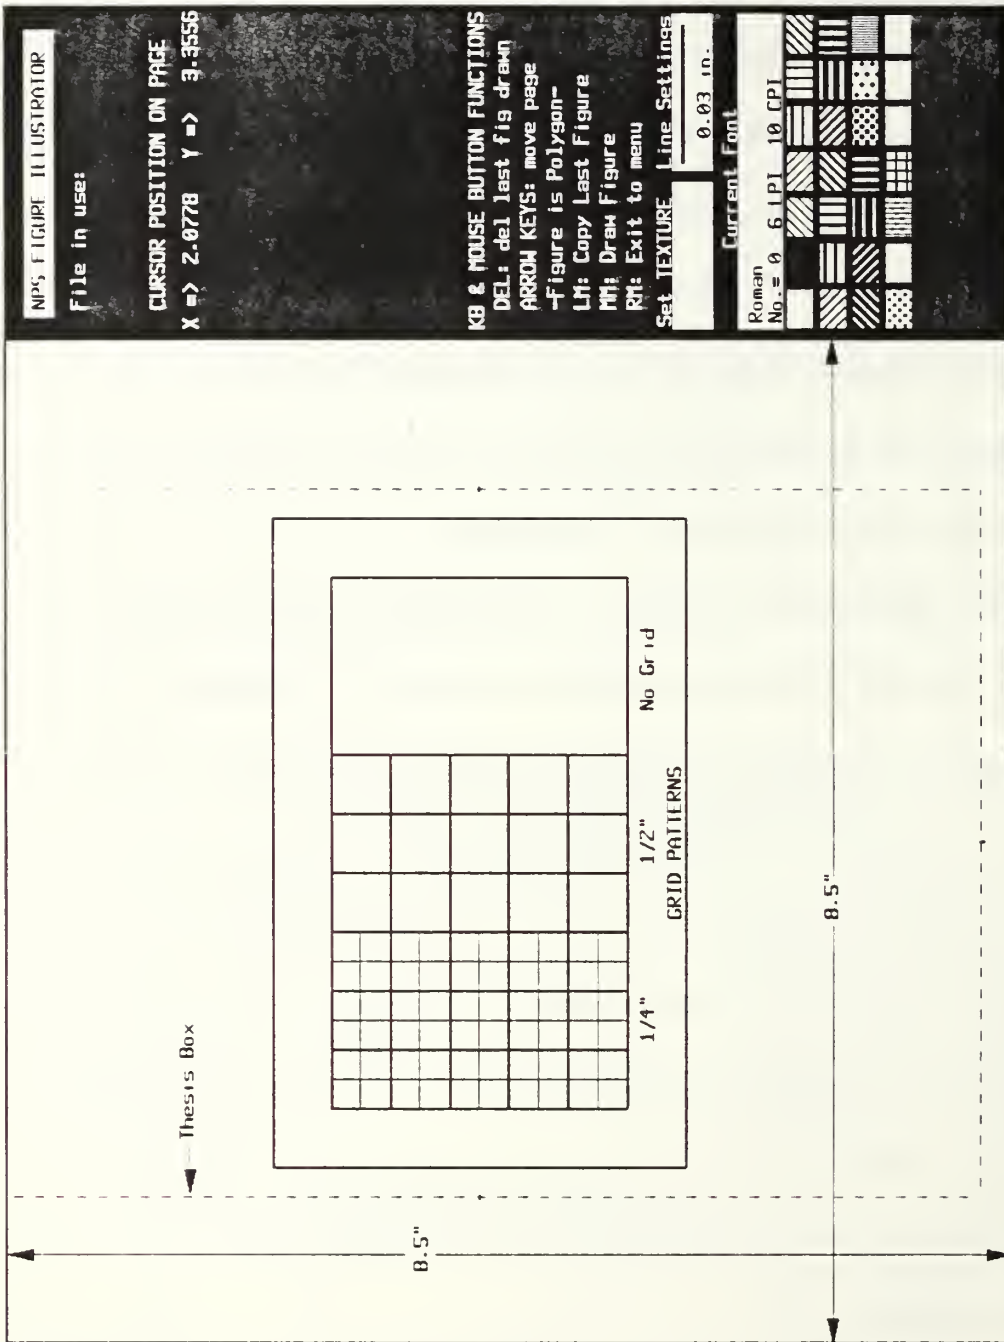 NPS FIGURE ILLUSTRATOR
File in use:
CURSOR POSITION ON PAGE
X => 2.0778 Y => 3.3556
KB & MOUSE BUTTON FUNCTIONS
DEL: del last fig drawn
ARROW KEYS: move page
-Figure is Polygon-
LM: Copy Last Figure
MM: Draw Figure
RM: Exit to menu
Set TEXTURE Line Settings
0.03 in.
Current Font
Roman
No.= 0 6 LPI 10 CPI
Thesis Box
8.5"
1/4" 1/2" No Grid
GRID PATTERNS
8.5"